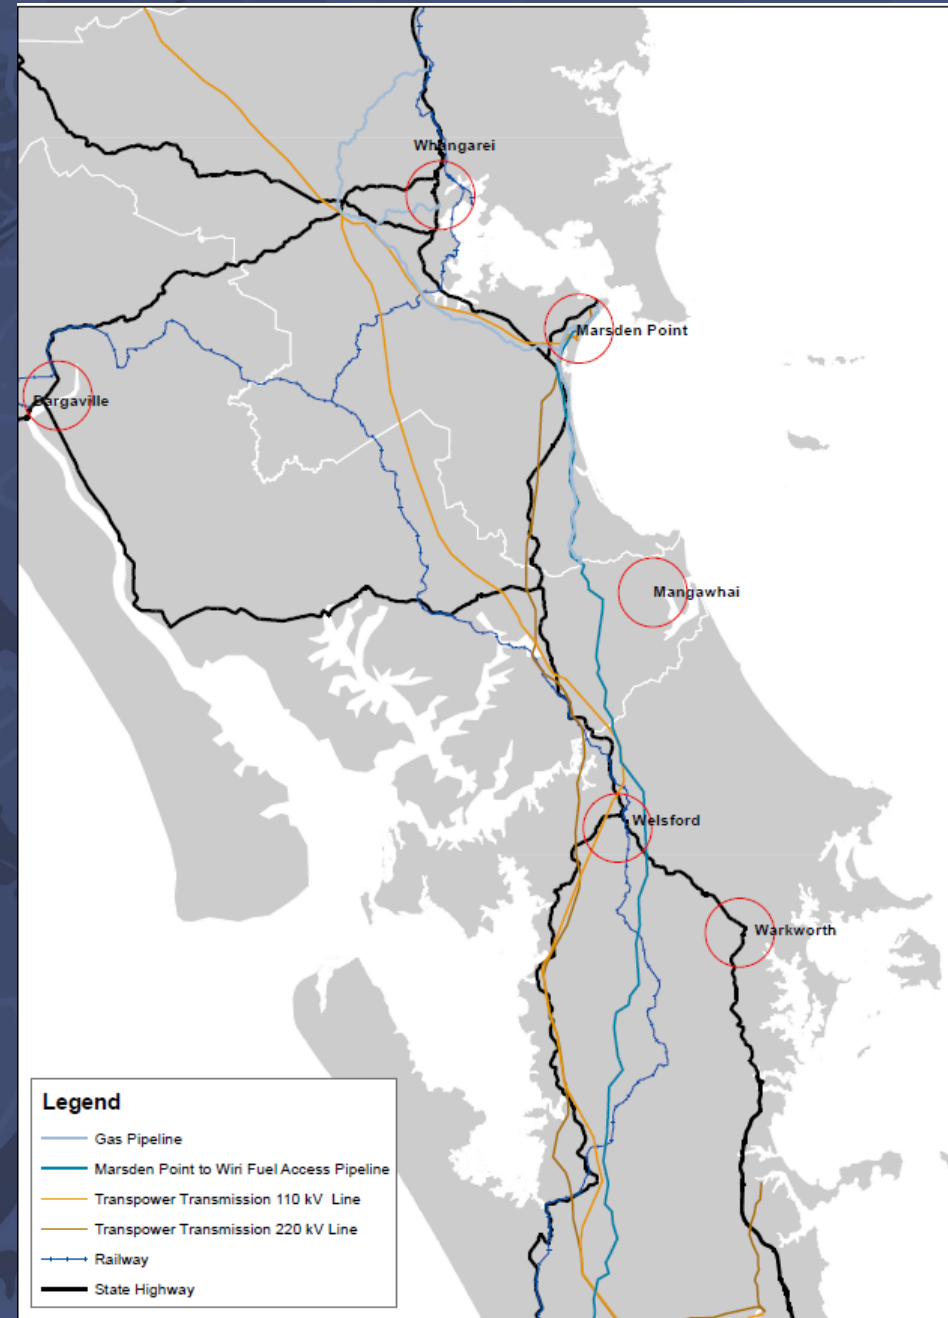 Whangarei
Marsden Point
Dargaville
Mangawhai
Welsford
Warkworth
Legend
Gas Pipeline
Marsden Point to Wiri Fuel Access Pipeline
Transpower Transmission 110 kV Line
Transpower Transmission 220 kV Line
Railway
State Highway